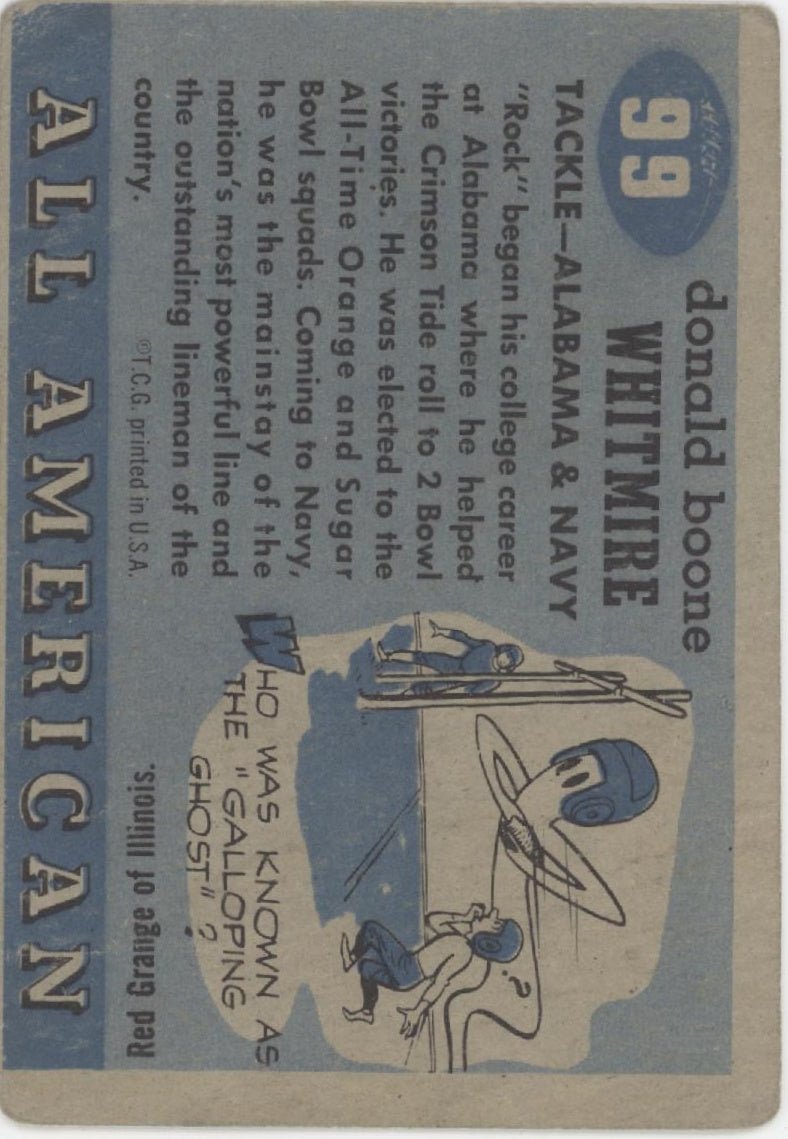 99
donald boone
WHITMIRE
TACKLE—ALABAMA & NAVY
"Rock" began his college career
at Alabama where he helped
the Crimson Tide roll to 2 Bowl
victories. He was elected to the
All-Time Orange and Sugar
Bowl squads. Coming to Navy,
he was the mainstay of the
nation's most powerful line and
the outstanding lineman of the
country.
©T.C.G. printed in U.S.A.
?
WHO WAS KNOWN AS
THE "GALLOPING
GHOST"?
Red Grange of Illinois.
ALL AMERICAN